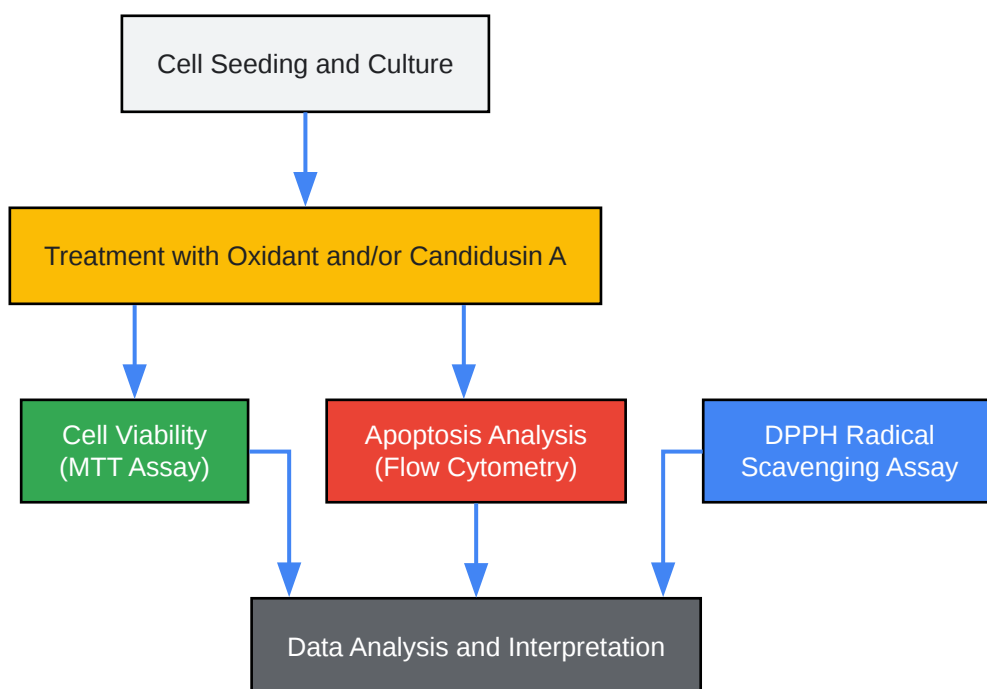 Cell Seeding and Culture
Treatment with Oxidant and/or Candidusin A
Cell Viability
(MTT Assay)
Apoptosis Analysis
(Flow Cytometry)
DPPH Radical
Scavenging Assay
Data Analysis and Interpretation